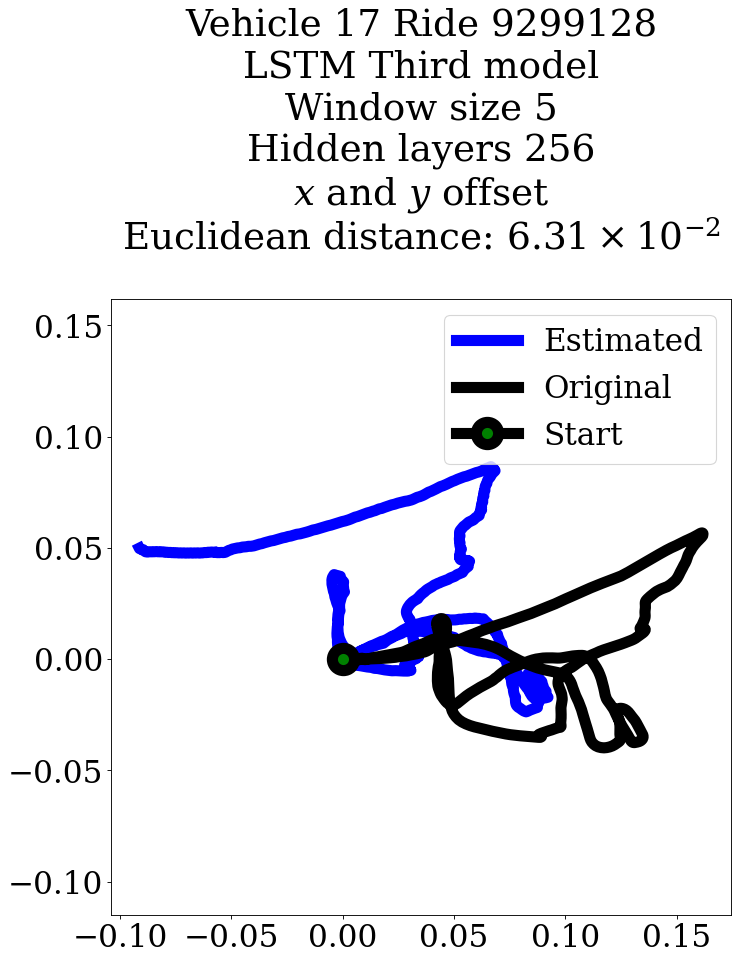 Vehicle 17 Ride 9299128
LSTM Third model
Window size 5
Hidden layers 256
x and y offset
Euclidean distance: 6.31 × 10⁻²
Estimated
Original
Start
0.15
0.10
0.05
0.00
−0.05
−0.10
−0.10 −0.05 0.00 0.05 0.10 0.15